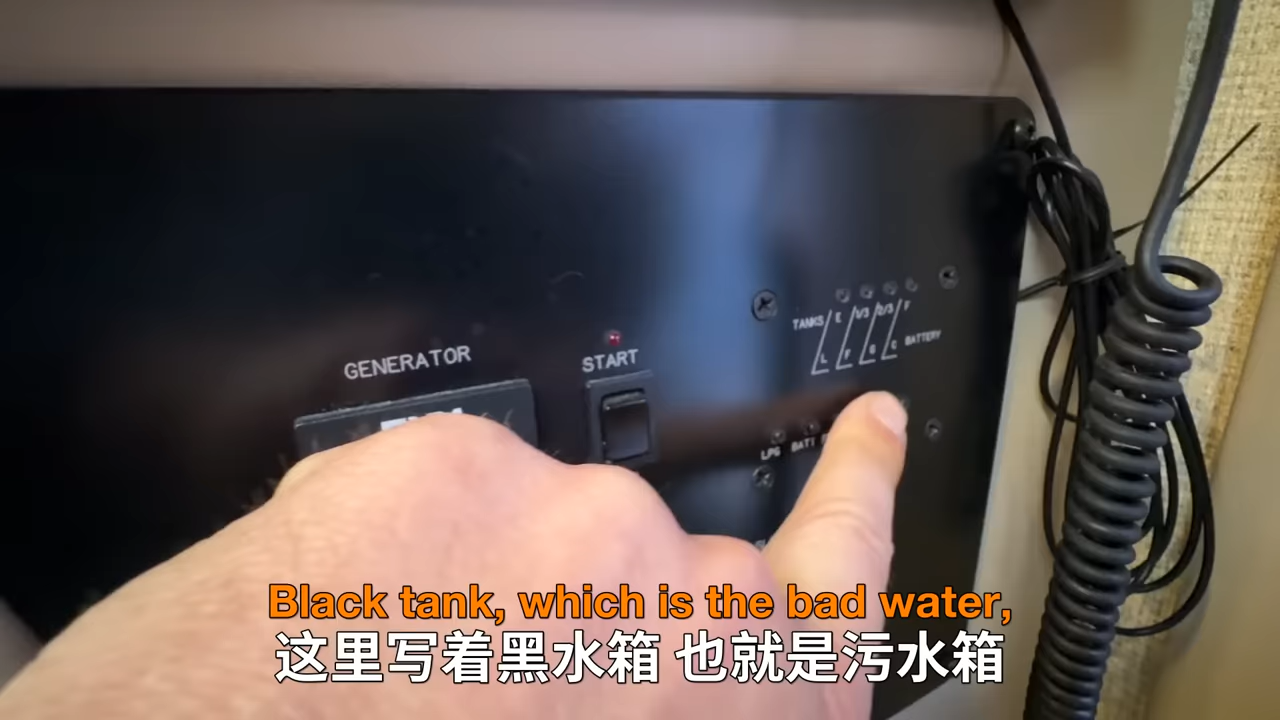 TANKS E 1/3 2/3 F
L F G C BATTERY
GENERATOR
START
LPG BATT
Black tank, which is the bad water,
这里写着黑水箱 也就是污水箱